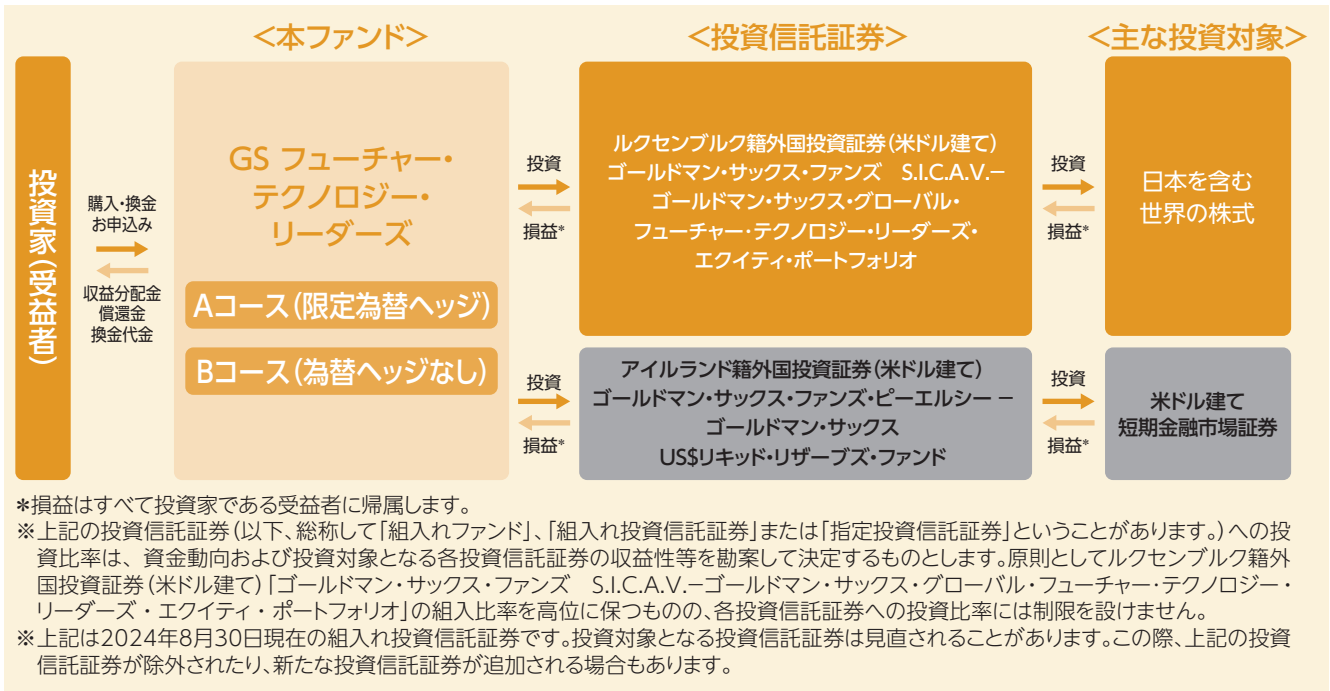 <本ファンド>
<投資信託証券>
<主な投資対象>
投資家(受益者)
購入・換金
お申込み
収益分配金
償還金
換金代金
GS フューチャー・
テクノロジー・
リーダーズ
Aコース(限定為替ヘッジ)
Bコース(為替ヘッジなし)
投資
損益*
ルクセンブルク籍外国投資証券(米ドル建て)
ゴールドマン・サックス・ファンズ S.I.C.A.V.−
ゴールドマン・サックス・グローバル・
フューチャー・テクノロジー・リーダーズ・
エクイティ・ポートフォリオ
投資
損益*
日本を含む
世界の株式
投資
損益*
アイルランド籍外国投資証券(米ドル建て)
ゴールドマン・サックス・ファンズ・ピーエルシー −
ゴールドマン・サックス
US$リキッド・リザーブズ・ファンド
投資
損益*
米ドル建て
短期金融市場証券
*損益はすべて投資家である受益者に帰属します。
※上記の投資信託証券(以下、総称して「組入れファンド」、「組入れ投資信託証券」または「指定投資信託証券」ということがあります。)への投
資比率は、資金動向および投資対象となる各投資信託証券の収益性等を勘案して決定するものとします。原則としてルクセンブルク籍外
国投資証券(米ドル建て)「ゴールドマン・サックス・ファンズ S.I.C.A.V.−ゴールドマン・サックス・グローバル・フューチャー・テクノロジー・
リーダーズ・エクイティ・ポートフォリオ」の組入比率を高位に保つものの、各投資信託証券への投資比率には制限を設けません。
※上記は2024年8月30日現在の組入れ投資信託証券です。投資対象となる投資信託証券は見直されることがあります。この際、上記の投資
信託証券が除外されたり、新たな投資信託証券が追加される場合もあります。